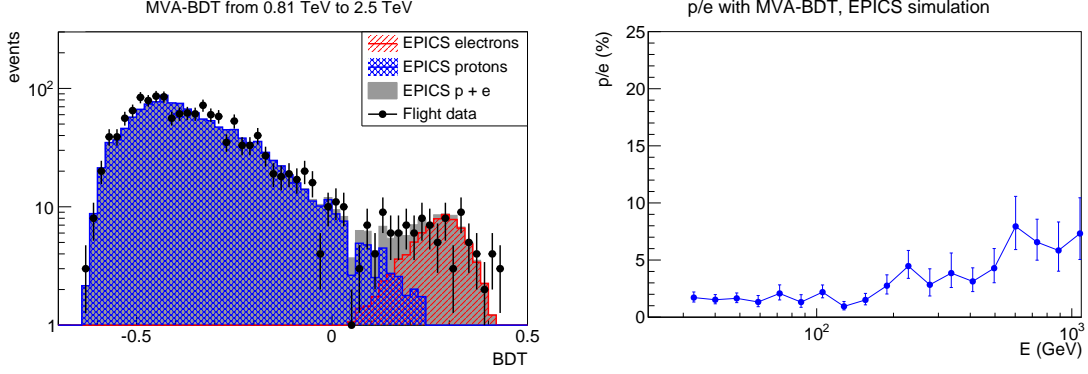 MVA-BDT from 0.81 TeV to 2.5 TeV
events
EPICS electrons
EPICS protons
EPICS p + e
Flight data
10²
10
1
-0.5
0
0.5
BDT
p/e with MVA-BDT, EPICS simulation
p/e (%)
25
20
15
10
5
0
10²
10³
E (GeV)